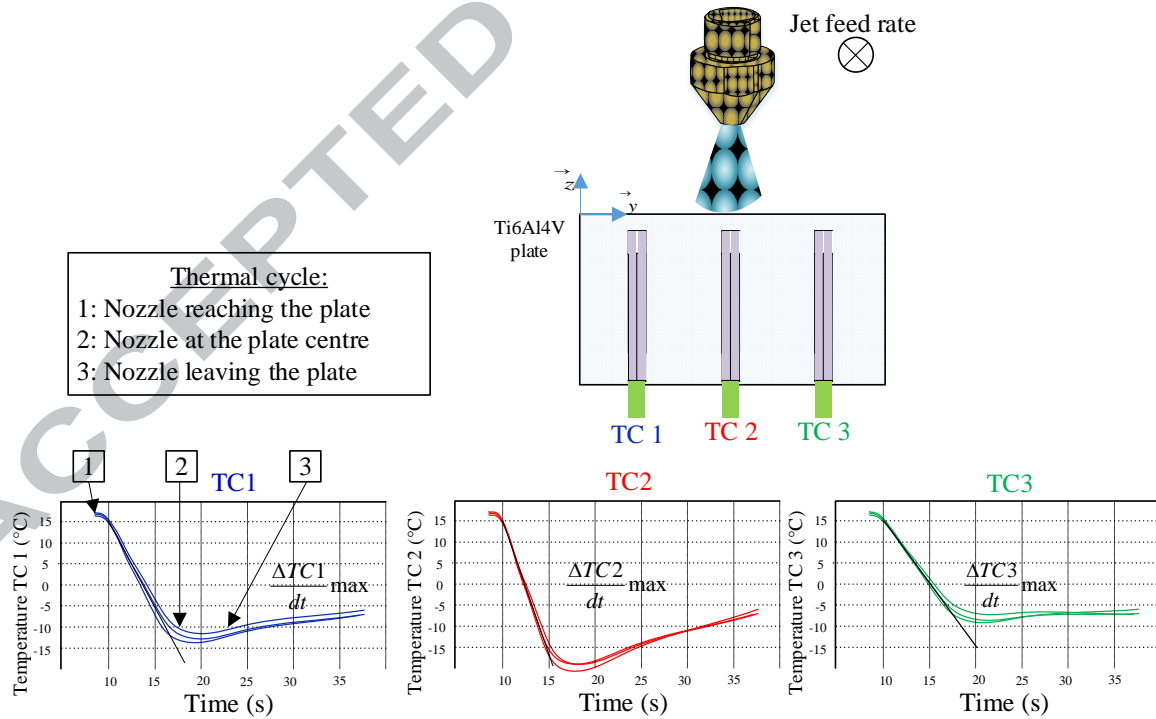 ACCEPTED
Jet feed rate
z
y
Ti6Al4V
plate
Thermal cycle:
1: Nozzle reaching the plate
2: Nozzle at the plate centre
3: Nozzle leaving the plate
TC 1 TC 2 TC 3
1 2 3
TC1
Temperature TC 1 (°C)
15
10
5
0
-5
-10
-15
ΔTC1
dt
max
10 15 20 25 30 35
Time (s)
TC2
Temperature TC 2 (°C)
15
10
5
0
-5
-10
-15
ΔTC2
dt
max
10 15 20 25 30 35
Time (s)
TC3
Temperature TC 3 (°C)
15
10
5
0
-5
-10
-15
ΔTC3
dt
max
10 15 20 25 30 35
Time (s)